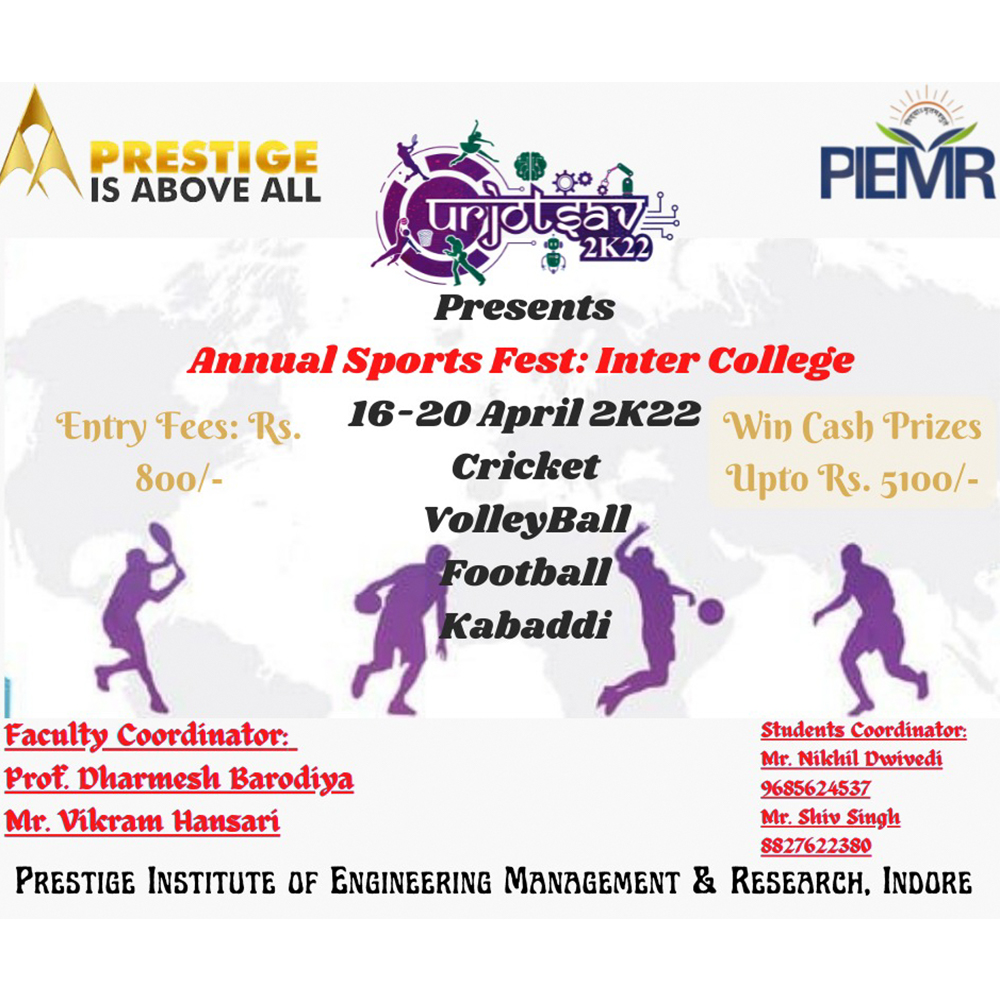 PRESTIGE
IS ABOVE ALL
urjotsav
2K22
PIEMR
Presents
Annual Sports Fest: Inter College
16-20 April 2K22
Entry Fees: Rs.
800/-
Win Cash Prizes
Upto Rs. 5100/-
Cricket
VolleyBall
Football
Kabaddi
Faculty Coordinator:
Prof. Dharmesh Barodiya
Mr. Vikram Hansari
Students Coordinator:
Mr. Nikhil Dwivedi
9685624537
Mr. Shiv Singh
8827622380
Prestige Institute of Engineering Management & Research, Indore